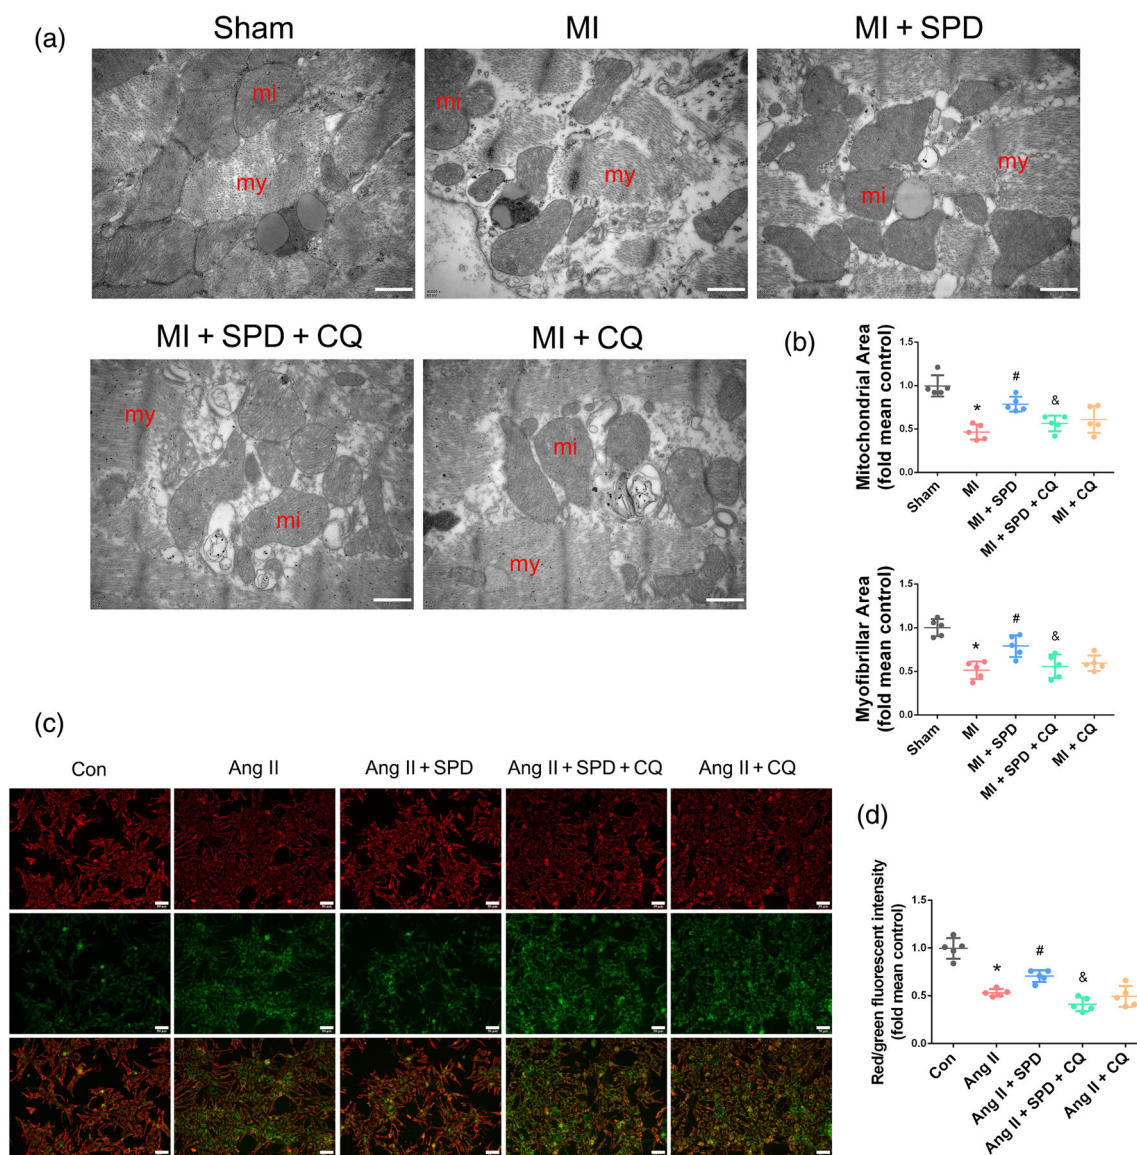 (a)
Sham
MI
MI + SPD
mi
my
mi
my
mi
my
MI + SPD + CQ
MI + CQ
my
mi
mi
my
(b)
Mitochondrial Area
(fold mean control)
1.5
1.0
0.5
0.0
*
#
&
Sham
MI
MI + SPD
MI + SPD + CQ
MI + CQ
Myofibrillar Area
(fold mean control)
1.5
1.0
0.5
0.0
*
#
&
Sham
MI
MI + SPD
MI + SPD + CQ
MI + CQ
(c)
Con
Ang II
Ang II + SPD
Ang II + SPD + CQ
Ang II + CQ
(d)
Red/green fluorescent intensity
(fold mean control)
1.5
1.0
0.5
0.0
*
#
&
Con
Ang II
Ang II + SPD
Ang II + SPD + CQ
Ang II + CQ